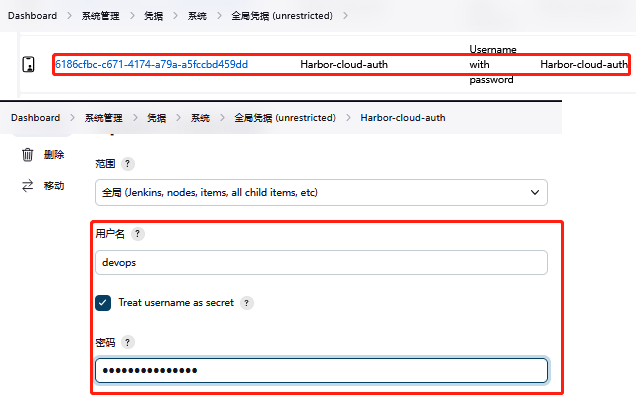 Dashboard > 系统管理 > 凭据 > 系统 > 全局凭据 (unrestricted) >
6186cfbc-c671-4174-a79a-a5fccbd459dd Harbor-cloud-auth Username with password Harbor-cloud-auth
Dashboard > 系统管理 > 凭据 > 系统 > 全局凭据 (unrestricted) > Harbor-cloud-auth
删除
移动
范围 ?
全局 (Jenkins, nodes, items, all child items, etc)
用户名 ?
devops
Treat username as secret ?
密码 ?
•••••••••••••••